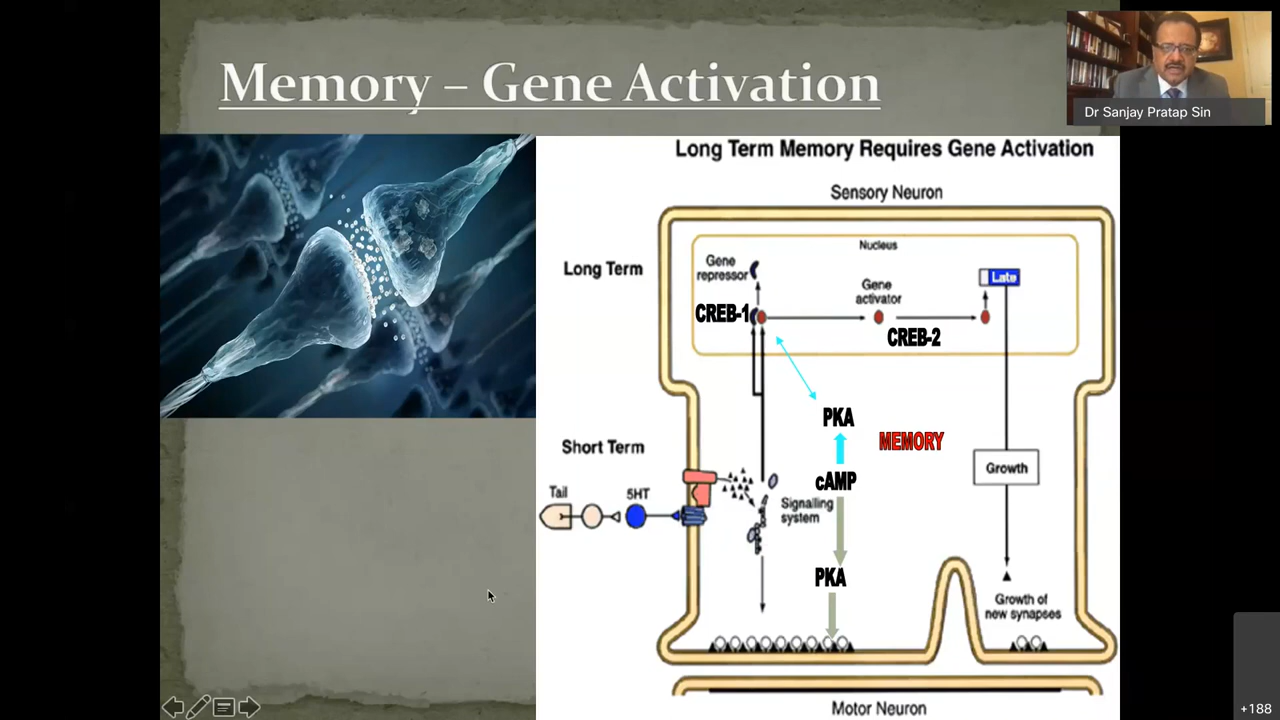 Memory – Gene Activation
Dr Sanjay Pratap Sin
Long Term Memory Requires Gene Activation
Sensory Neuron
Nucleus
Long Term
Gene
repressor
Late
Gene
activator
CREB-1
CREB-2
PKA
MEMORY
Short Term
cAMP
Growth
Tail
5HT
Signalling
system
PKA
Growth of
new synapses
Motor Neuron
+188